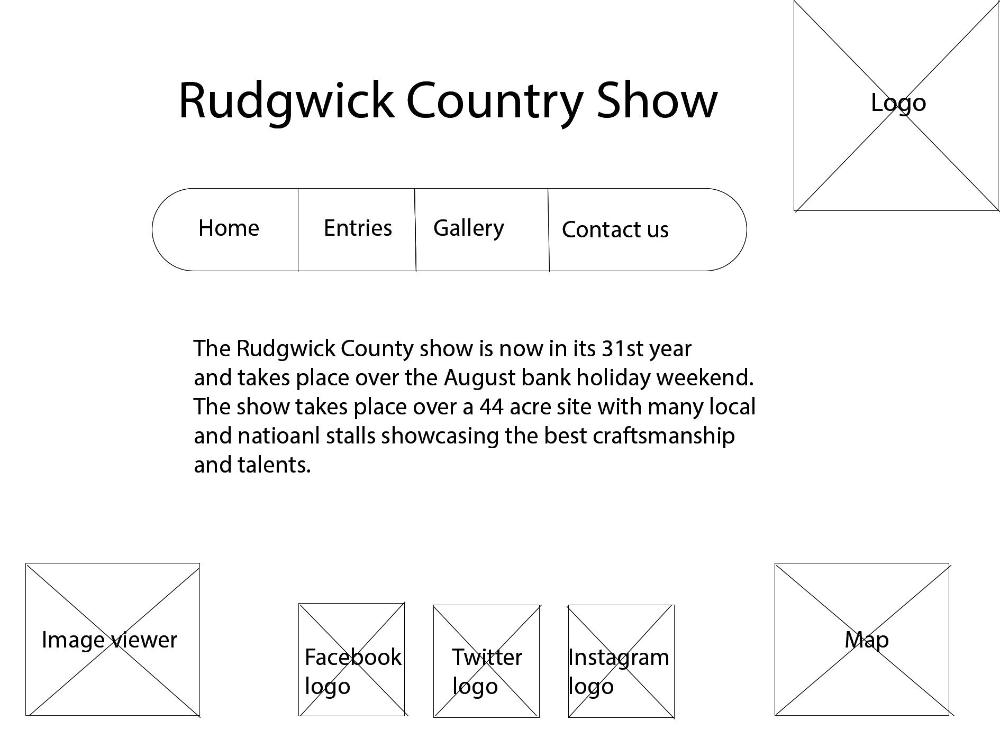 Logo
Rudgwick Country Show
Home
Entries
Gallery
Contact us
The Rudgwick County show is now in its 31st year
and takes place over the August bank holiday weekend.
The show takes place over a 44 acre site with many local
and natioanl stalls showcasing the best craftsmanship
and talents.
Image viewer
Facebook
logo
Twitter
logo
Instagram
logo
Map